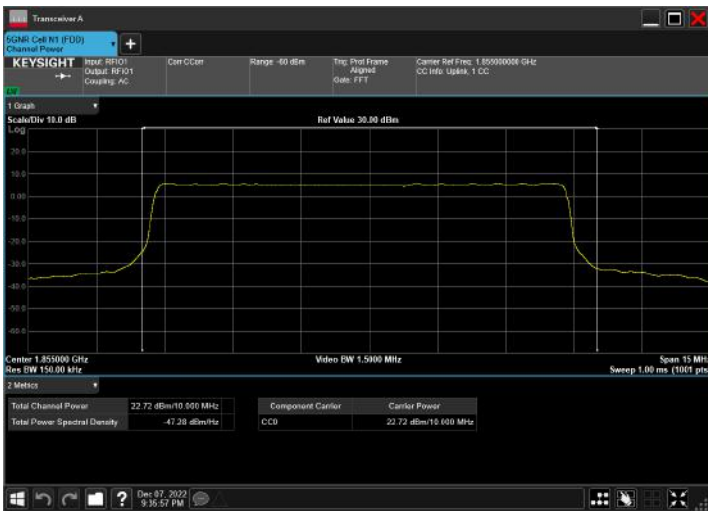 Transceiver A
5GNR Cell N1 (FDD)
Channel Power
KEYSIGHT
Input: RFIO1
Output: RFIO1
Coupling: AC
Corr CCorr
Range: -60 dBm
Trig: Prot Frame
Aligned
Gate: FFT
Carrier Ref Freq: 1.855000000 GHz
CC Info: Uplink, 1 CC
1 Graph
Scale/Div 10.0 dB
Ref Value 30.00 dBm
Log
20.0
10.0
0.00
-10.0
-20.0
-30.0
-40.0
-50.0
-60.0
Center 1.855000 GHz
Video BW 1.5000 MHz
Span 15 MHz
Res BW 150.00 kHz
Sweep 1.00 ms (1001 pts
2 Metrics
Total Channel Power 22.72 dBm/10.000 MHz
Total Power Spectral Density -47.28 dBm/Hz
Component Carrier Carrier Power
CC0 22.72 dBm/10.000 MHz
Dec 07, 2022
9:35:57 PM